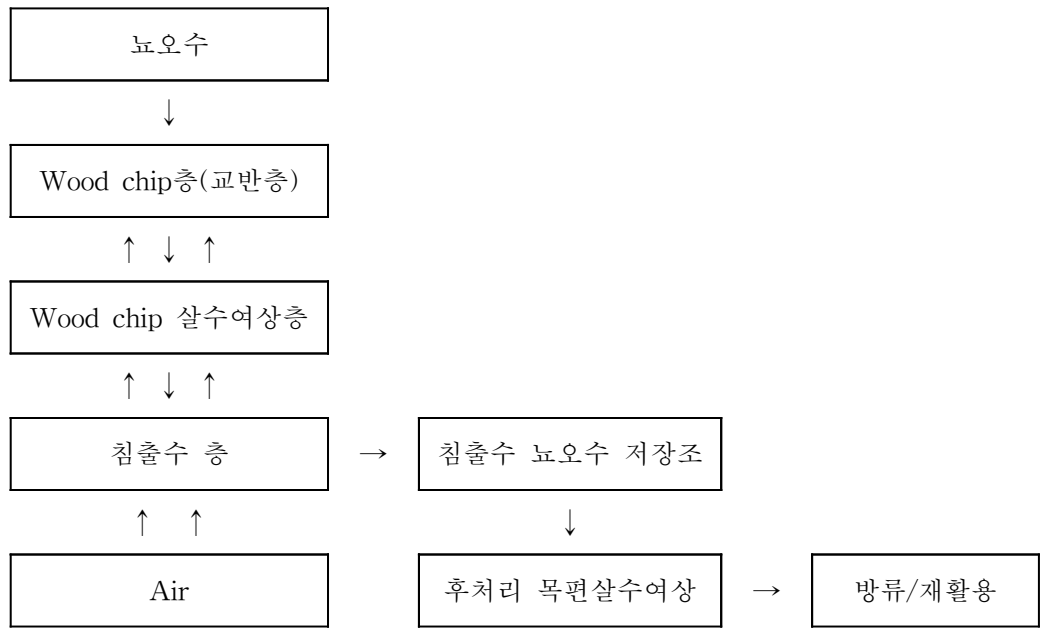 뇨오수
↓
Wood chip층(교반층)
↑ ↓ ↑
Wood chip 살수여상층
↑ ↓ ↑
침출수 층 → 침출수 뇨오수 저장조
↑ ↑ ↓
Air 후처리 목편살수여상 → 방류/재활용